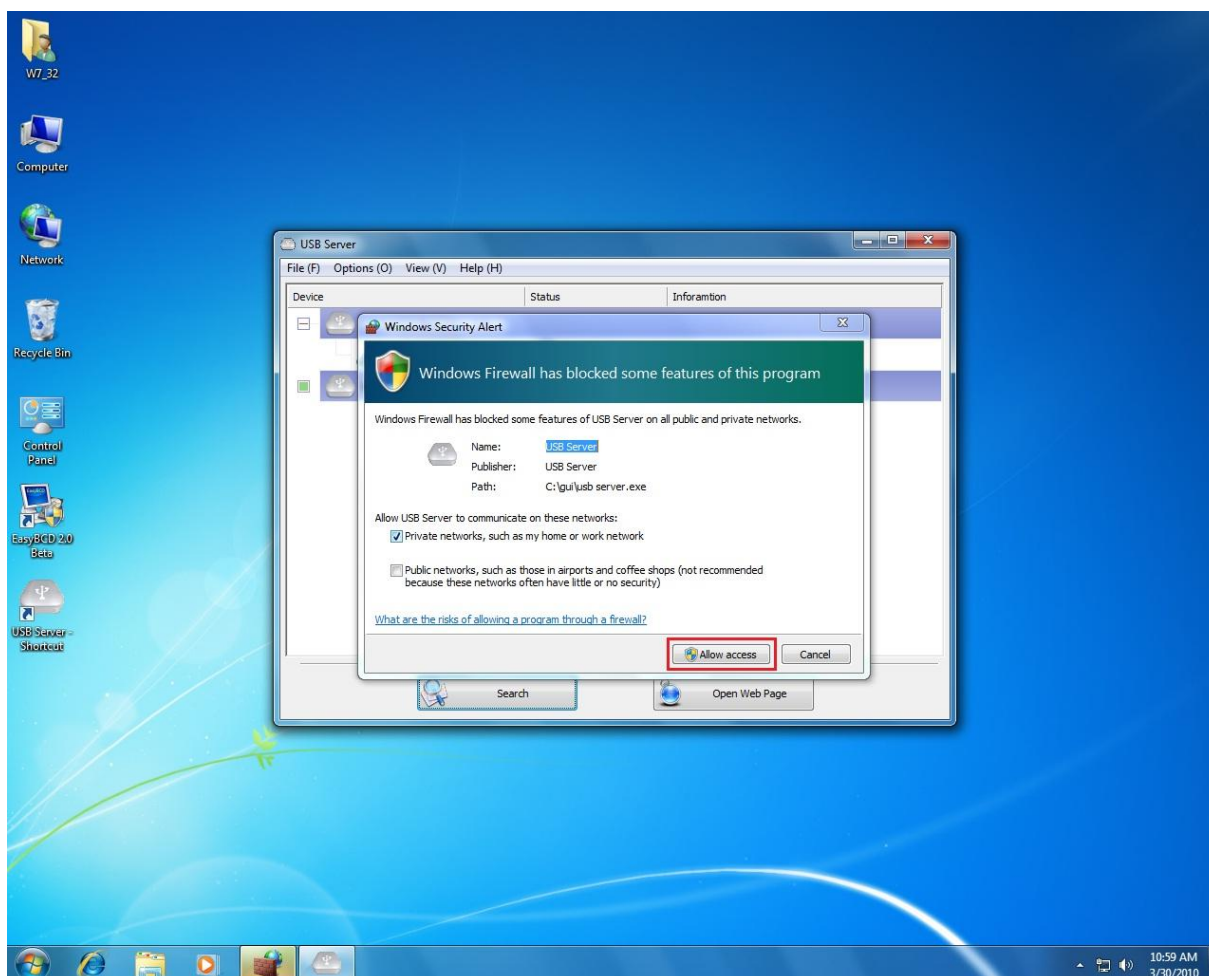 W7_32
Computer
Network
Recycle Bin
Control
Panel
EasyBCD 2.0
Beta
USB Server -
Shortcut
USB Server
File (F) Options (O) View (V) Help (H)
Device Status Inforamtion
Windows Security Alert
Windows Firewall has blocked some features of this program
Windows Firewall has blocked some features of USB Server on all public and private networks.
Name: USB Server
Publisher: USB Server
Path: C:\gui\usb server.exe
Allow USB Server to communicate on these networks:
Private networks, such as my home or work network
Public networks, such as those in airports and coffee shops (not recommended
because these networks often have little or no security)
What are the risks of allowing a program through a firewall?
Allow access Cancel
Search Open Web Page
10:59 AM
3/30/2010